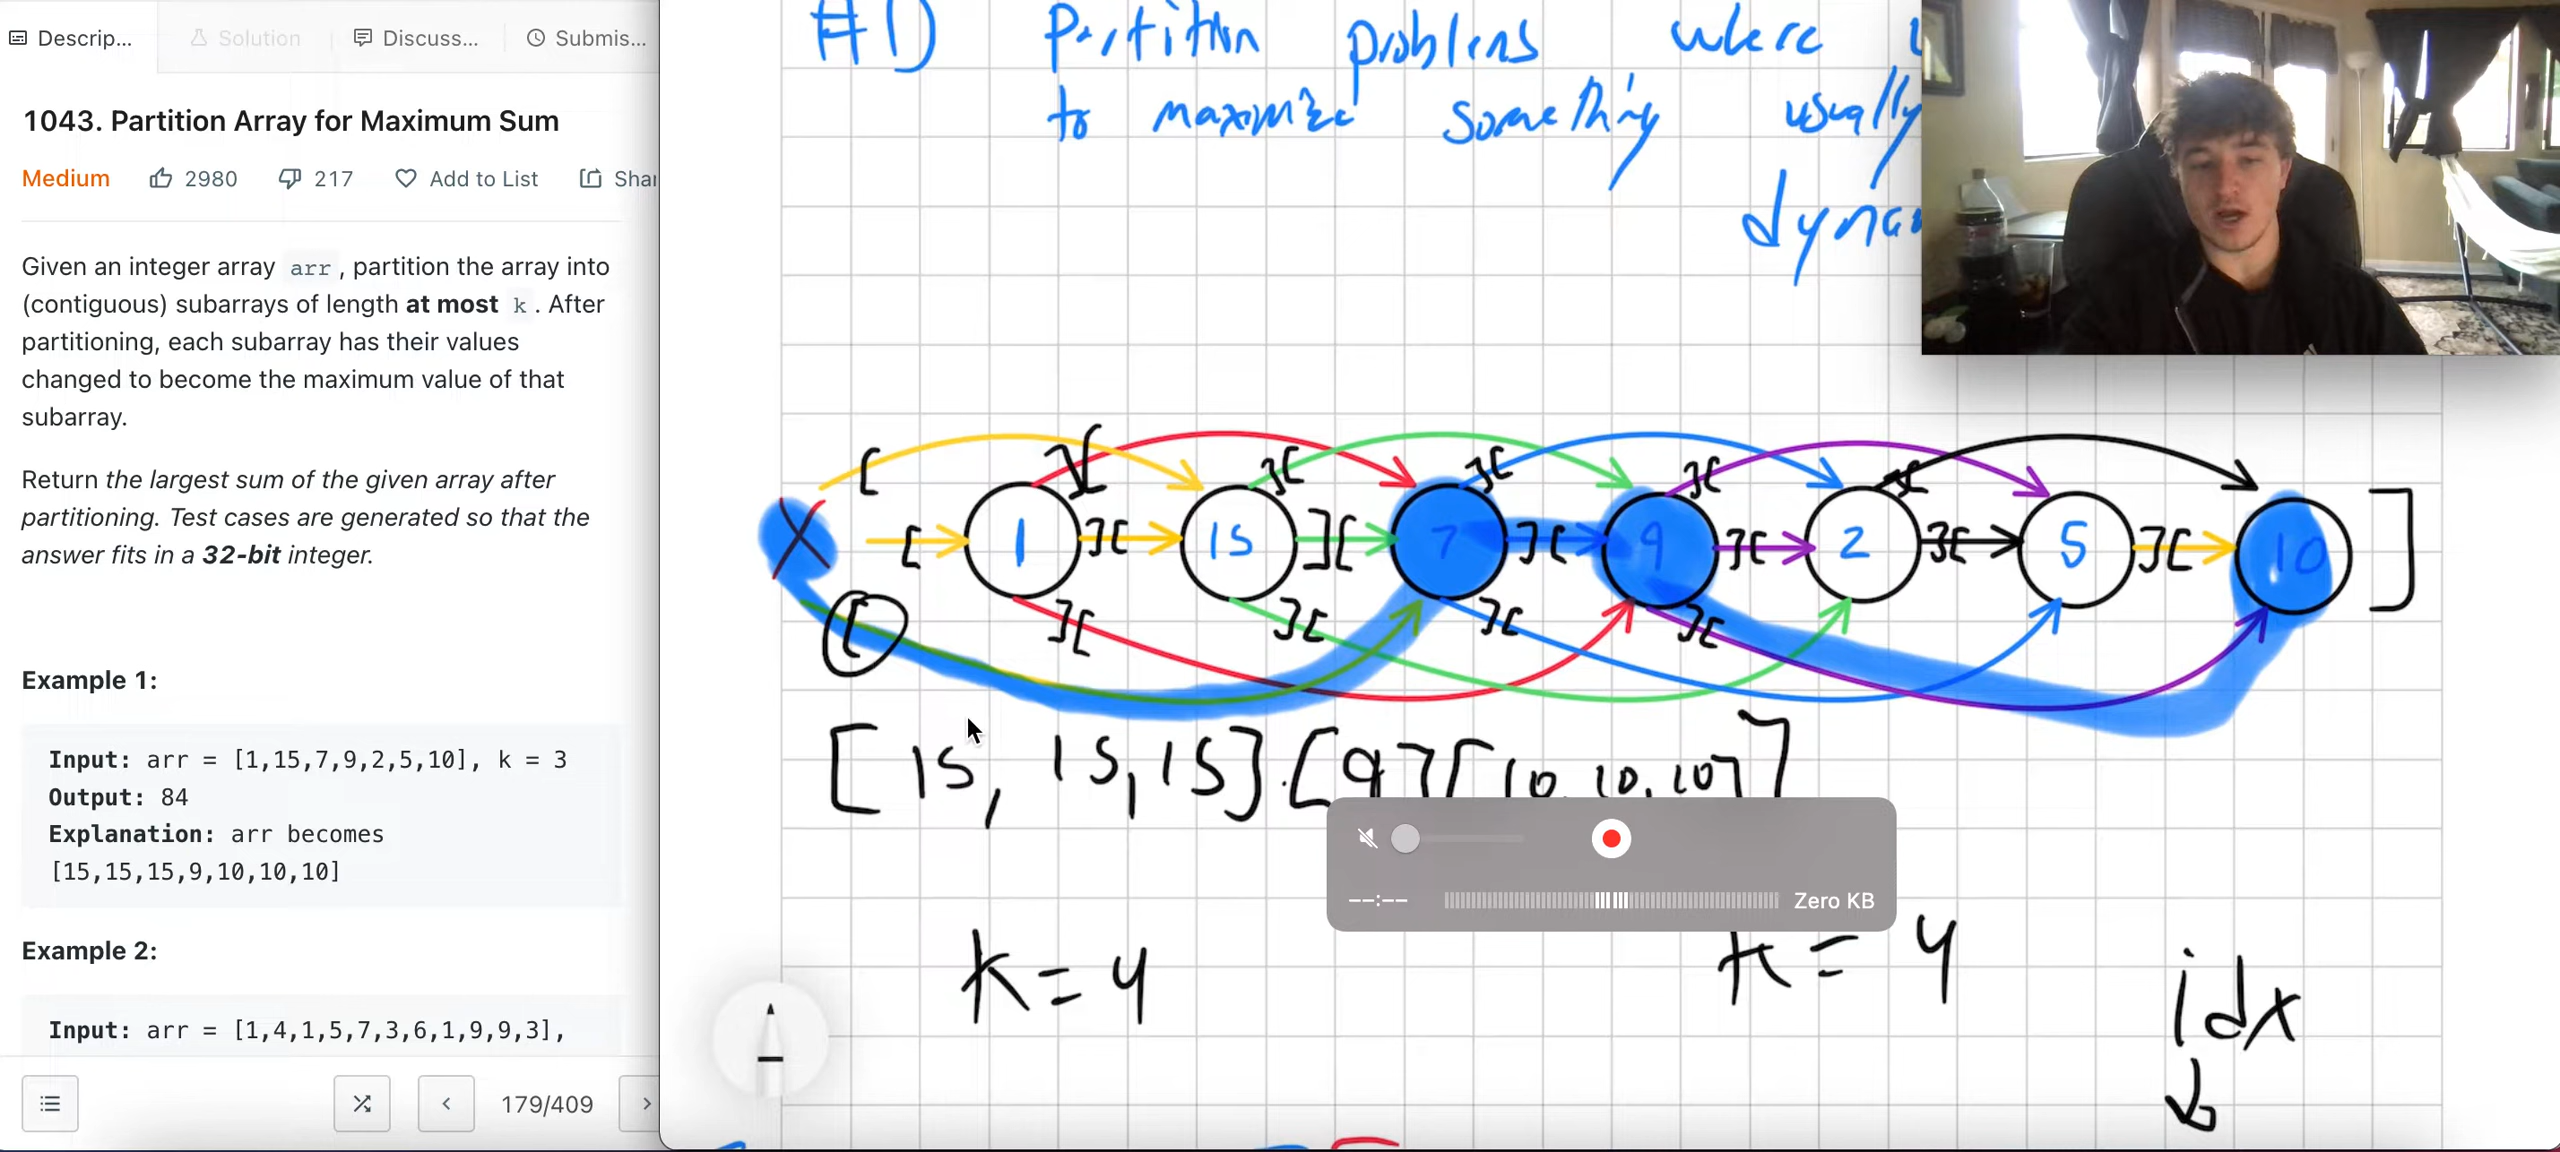 Descrip...
Solution
Discuss...
Submis...
1043. Partition Array for Maximum Sum
Medium 2980 217 Add to List Shar
Given an integer array arr , partition the array into
(contiguous) subarrays of length at most k . After
partitioning, each subarray has their values
changed to become the maximum value of that
subarray.
Return the largest sum of the given array after
partitioning. Test cases are generated so that the
answer fits in a 32-bit integer.
Example 1:
Input: arr = [1,15,7,9,2,5,10], k = 3
Output: 84
Explanation: arr becomes
[15,15,15,9,10,10,10]
Example 2:
Input: arr = [1,4,1,5,7,3,6,1,9,9,3],
179/409
#1) Partition problems where
to maximize something usually
dynam
[ ][ ][ ][ ][ ][
X [ 1 ][ 15 ][ 7 ][ 9 ][ 2 ][ 5 ][ 10 ]
[ ][ ][ ][ ][
[15, 15, 15] [9] [10, 10, 10]]
--:-- Zero KB
k = 4
k = 4
idx